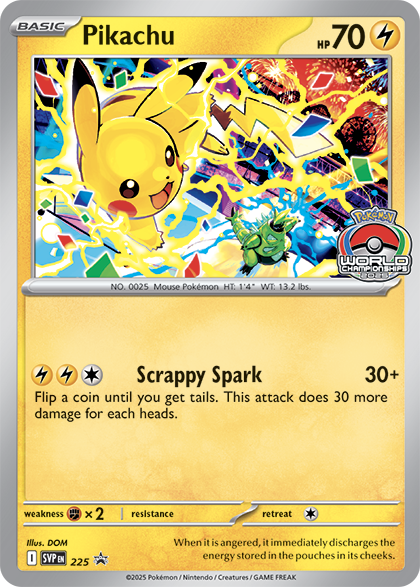 BASIC
Pikachu
HP 70
NO. 0025 Mouse Pokémon HT: 1'4" WT: 13.2 lbs.
Pokémon
WORLD
CHAMPIONSHIPS
2025
Scrappy Spark 30+
Flip a coin until you get tails. This attack does 30 more
damage for each heads.
weakness ×2 resistance retreat
Illus. DOM
I SVP EN 225
When it is angered, it immediately discharges the
energy stored in the pouches in its cheeks.
©2025 Pokémon / Nintendo / Creatures / GAME FREAK